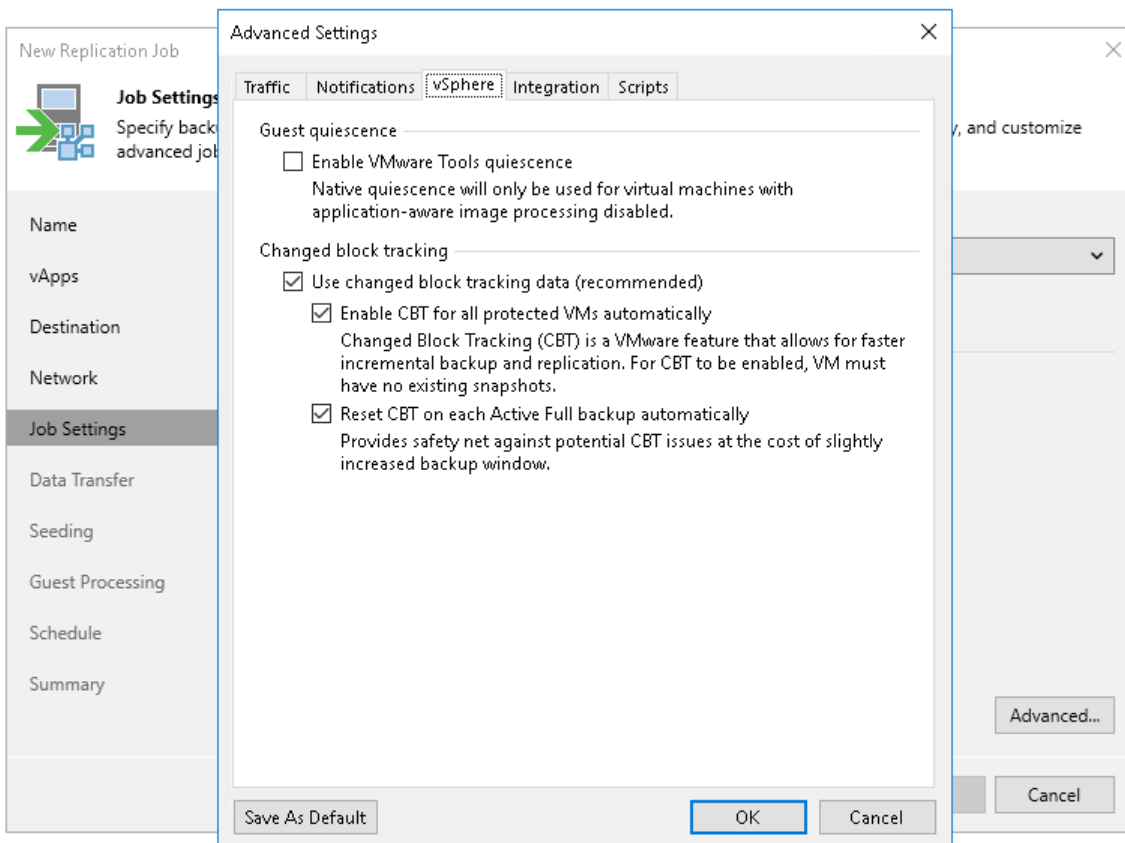 New Replication Job
Job Settings
Specify back
y, and customize
advanced job
Name
vApps
Destination
Network
Job Settings
Data Transfer
Seeding
Guest Processing
Schedule
Summary
Advanced...
Cancel
Advanced Settings
Traffic
Notifications
vSphere
Integration
Scripts
Guest quiescence
Enable VMware Tools quiescence
Native quiescence will only be used for virtual machines with
application-aware image processing disabled.
Changed block tracking
Use changed block tracking data (recommended)
Enable CBT for all protected VMs automatically
Changed Block Tracking (CBT) is a VMware feature that allows for faster
incremental backup and replication. For CBT to be enabled, VM must
have no existing snapshots.
Reset CBT on each Active Full backup automatically
Provides safety net against potential CBT issues at the cost of slightly
increased backup window.
Save As Default
OK
Cancel